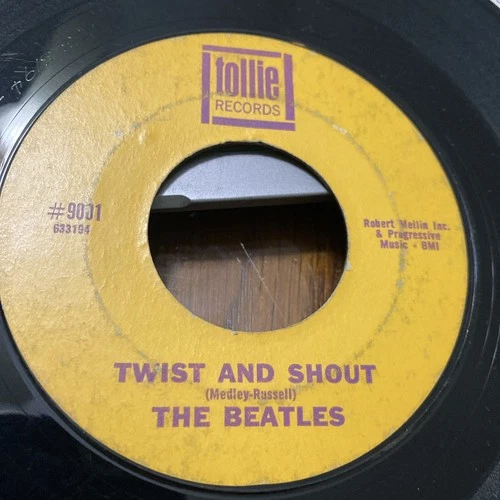 tollie
RECORDS
#9001
633194
Robert Mellin Inc.
& Progressive
Music - BMI
TWIST AND SHOUT
(Medley-Russell)
THE BEATLES